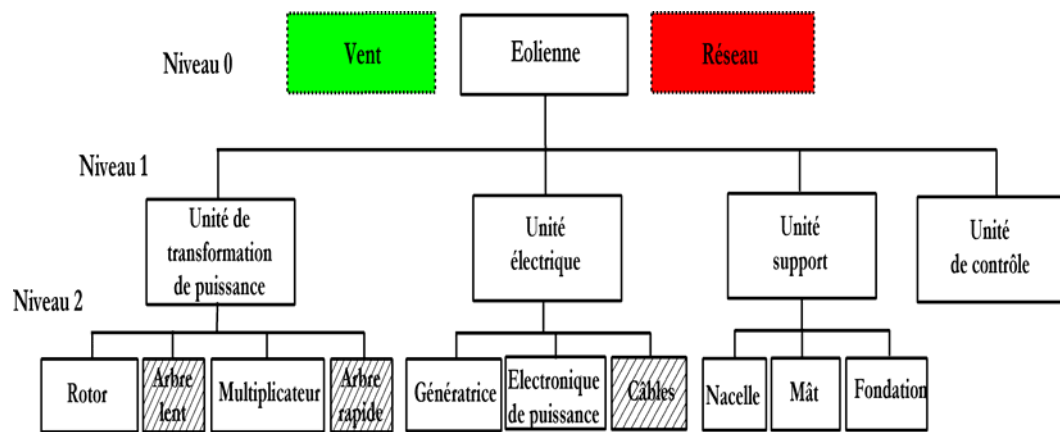 Niveau 0
Vent
Eolienne
Réseau
Niveau 1
Unité de
transformation
de puissance
Unité
électrique
Unité
support
Unité
de contrôle
Niveau 2
Rotor
Arbre
lent
Multiplicateur
Arbre
rapide
Génératrice
Electronique
de puissance
Câbles
Nacelle
Mât
Fondation